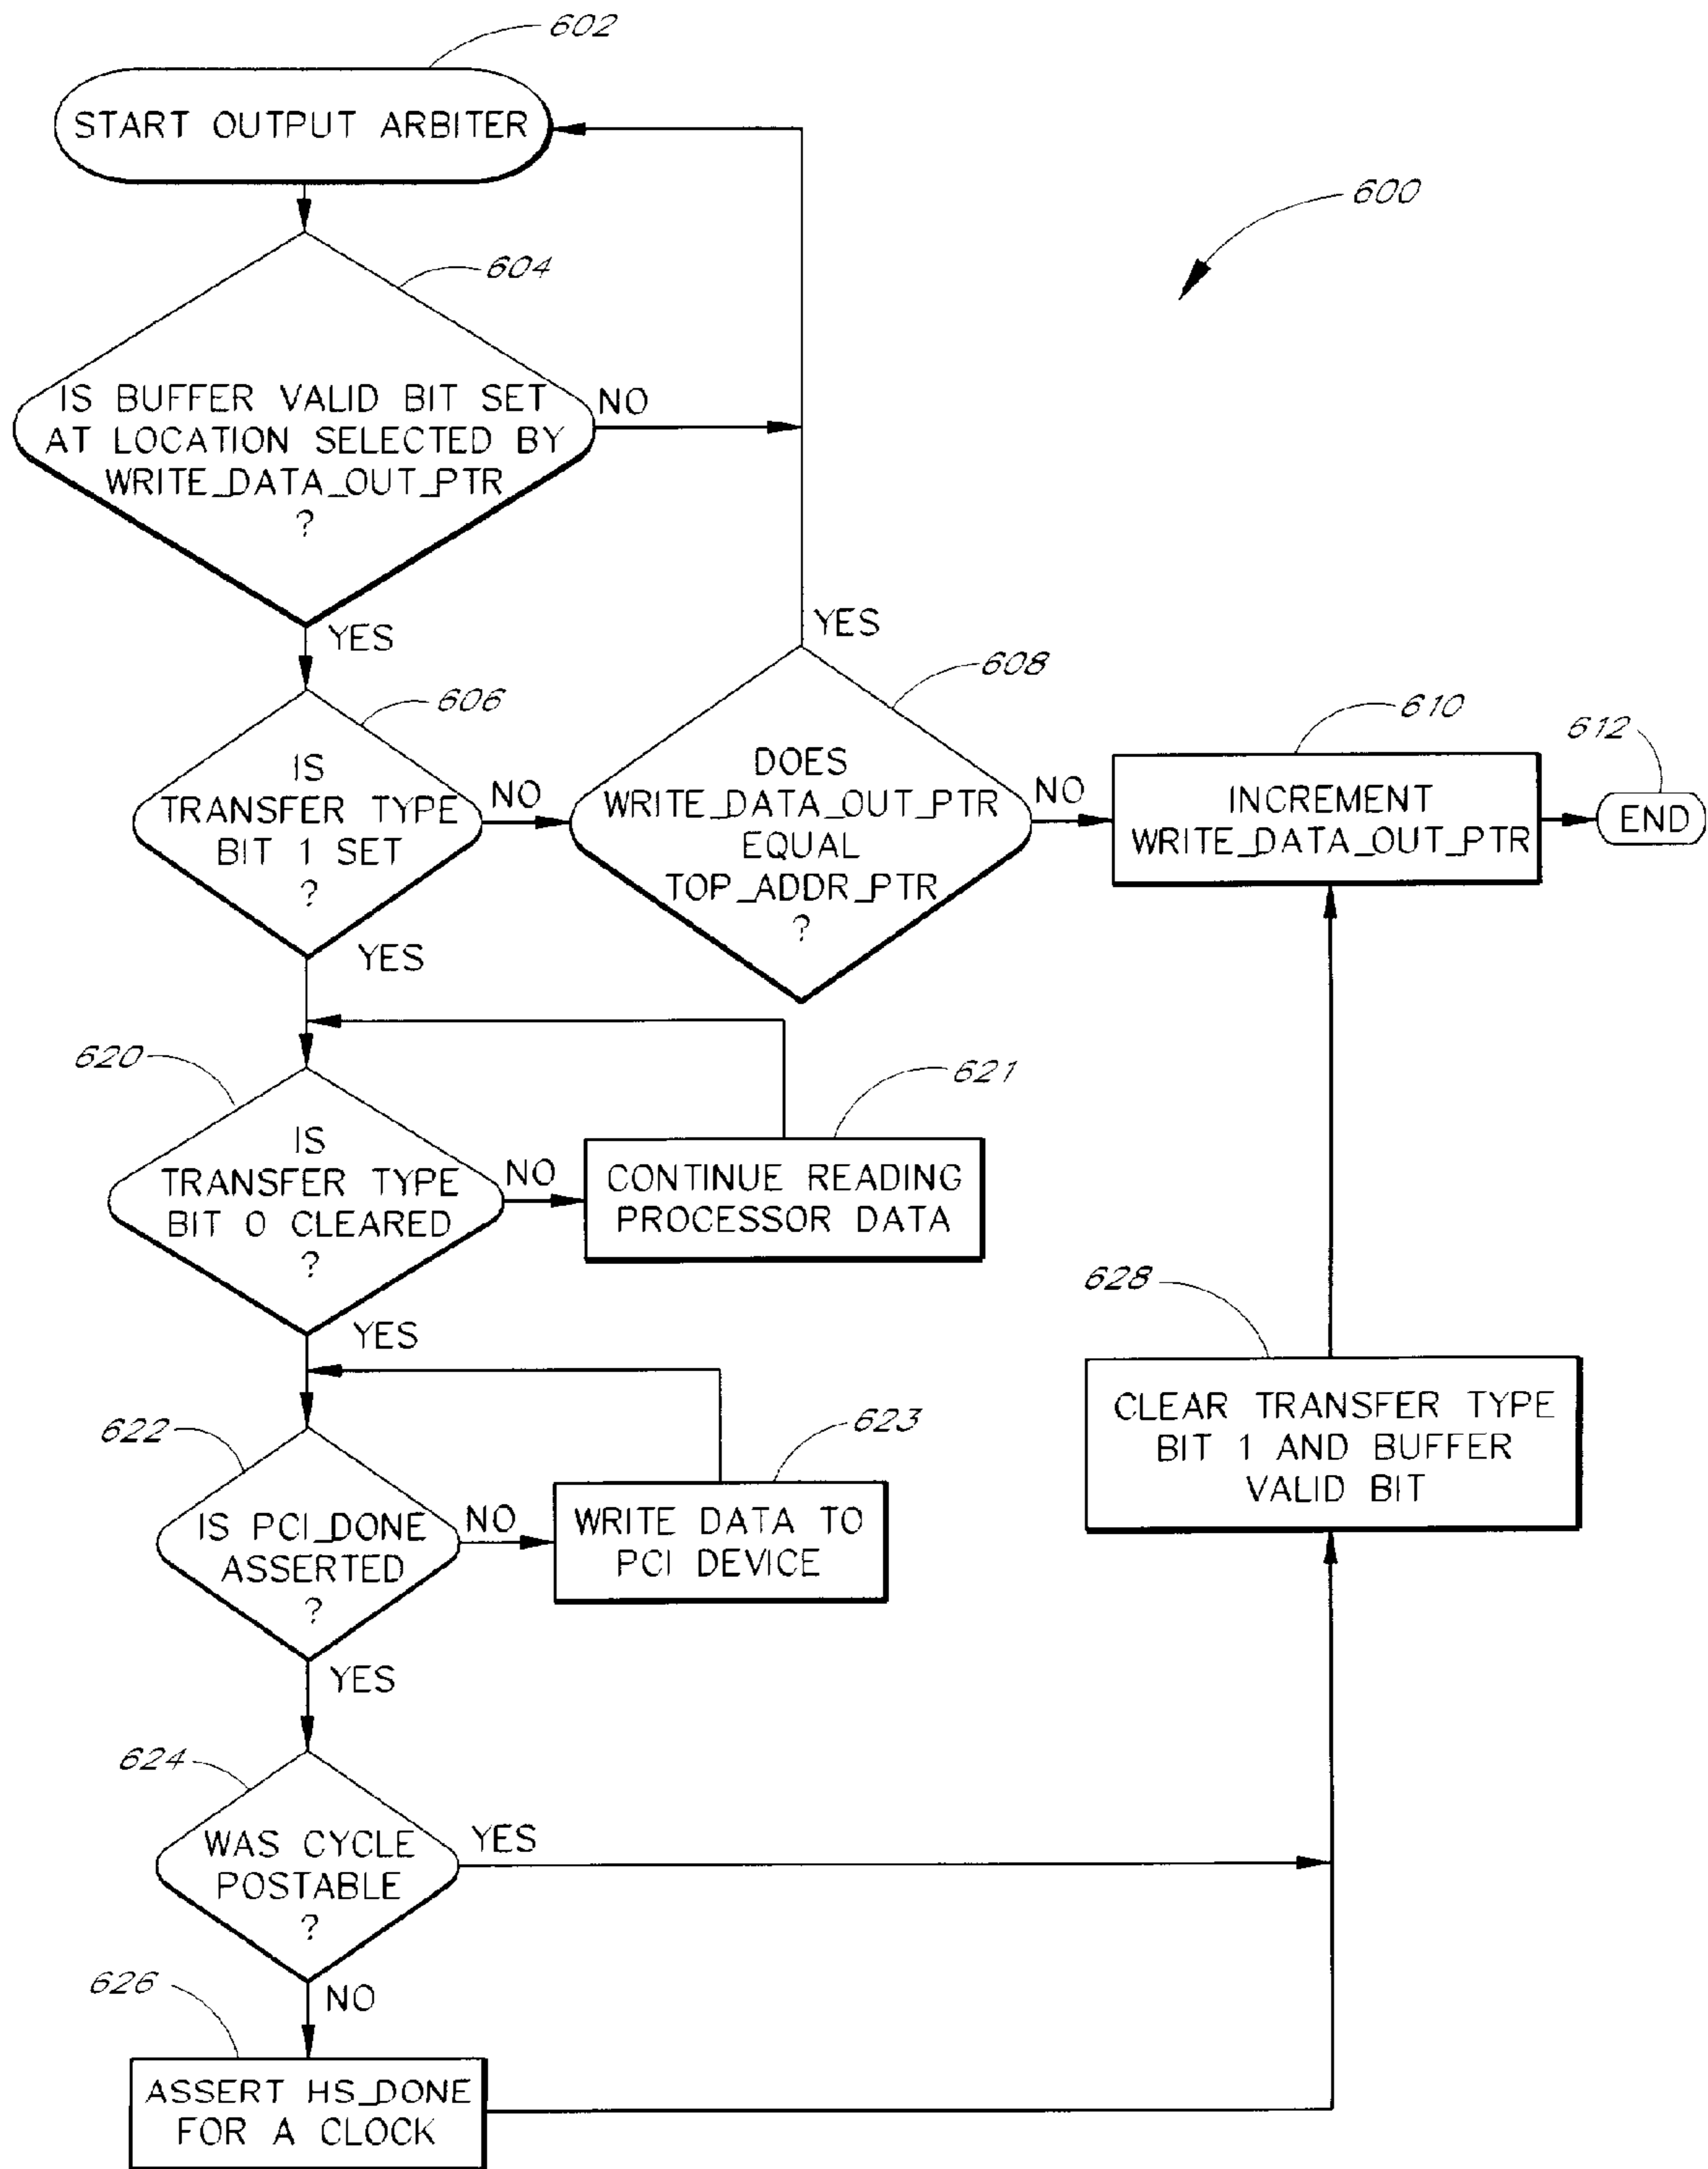 602
START OUTPUT ARBITER
600
604
IS BUFFER VALID BIT SET
AT LOCATION SELECTED BY
WRITE_DATA_OUT_PTR
?
NO
YES
YES
606
608
610
612
IS
TRANSFER TYPE
BIT 1 SET
?
NO
YES
DOES
WRITE_DATA_OUT_PTR
EQUAL
TOP_ADDR_PTR
?
NO
INCREMENT
WRITE_DATA_OUT_PTR
END
620
IS
TRANSFER TYPE
BIT 0 CLEARED
?
NO
YES
621
CONTINUE READING
PROCESSOR DATA
622
IS PCI_DONE
ASSERTED
?
NO
YES
623
WRITE DATA TO
PCI DEVICE
628
CLEAR TRANSFER TYPE
BIT 1 AND BUFFER
VALID BIT
624
WAS CYCLE
POSTABLE
?
YES
NO
626
ASSERT HS_DONE
FOR A CLOCK